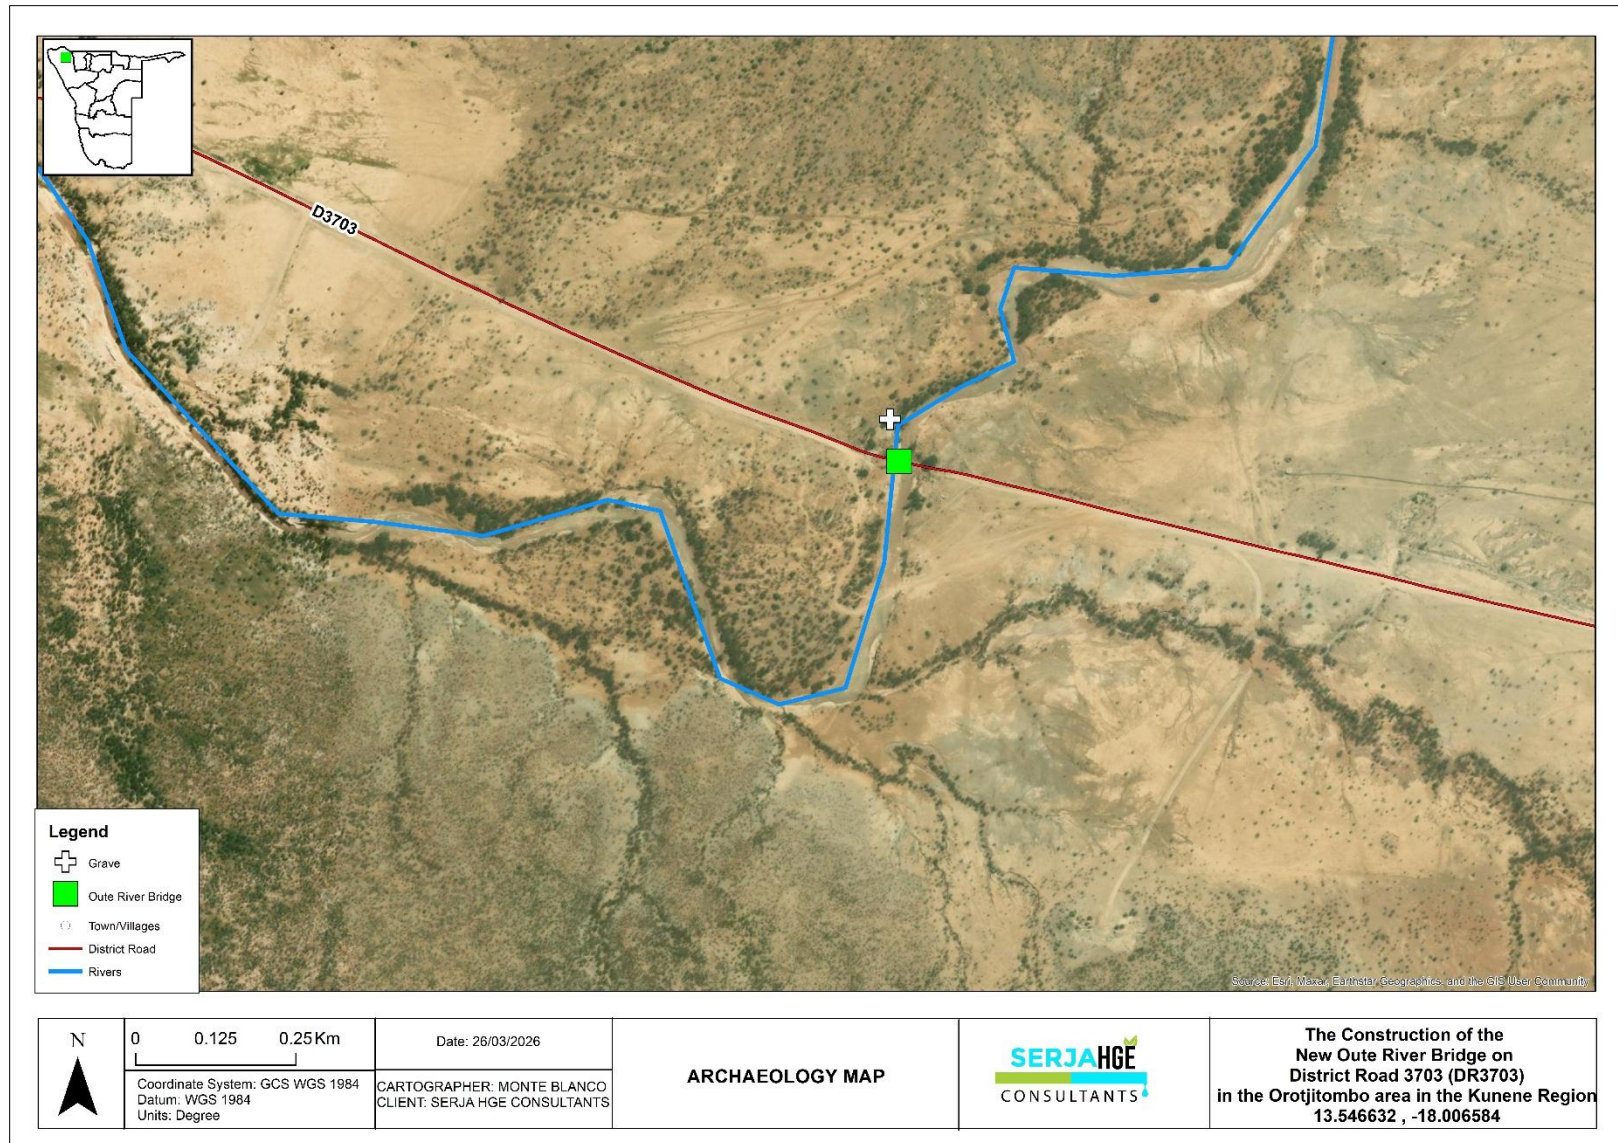 D3703
Legend
Grave
Oute River Bridge
Town/Villages
District Road
Rivers
Source: Esri, Maxar, Earthstar Geographics, and the GIS User Community
N
0 0.125 0.25 Km
Coordinate System: GCS WGS 1984
Datum: WGS 1984
Units: Degree
Date: 26/03/2026
CARTOGRAPHER: MONTE BLANCO
CLIENT: SERJA HGE CONSULTANTS
ARCHAEOLOGY MAP
SERJAHGE
CONSULTANTS
The Construction of the
New Oute River Bridge on
District Road 3703 (DR3703)
in the Orotjitombo area in the Kunene Region
13.546632 , -18.006584